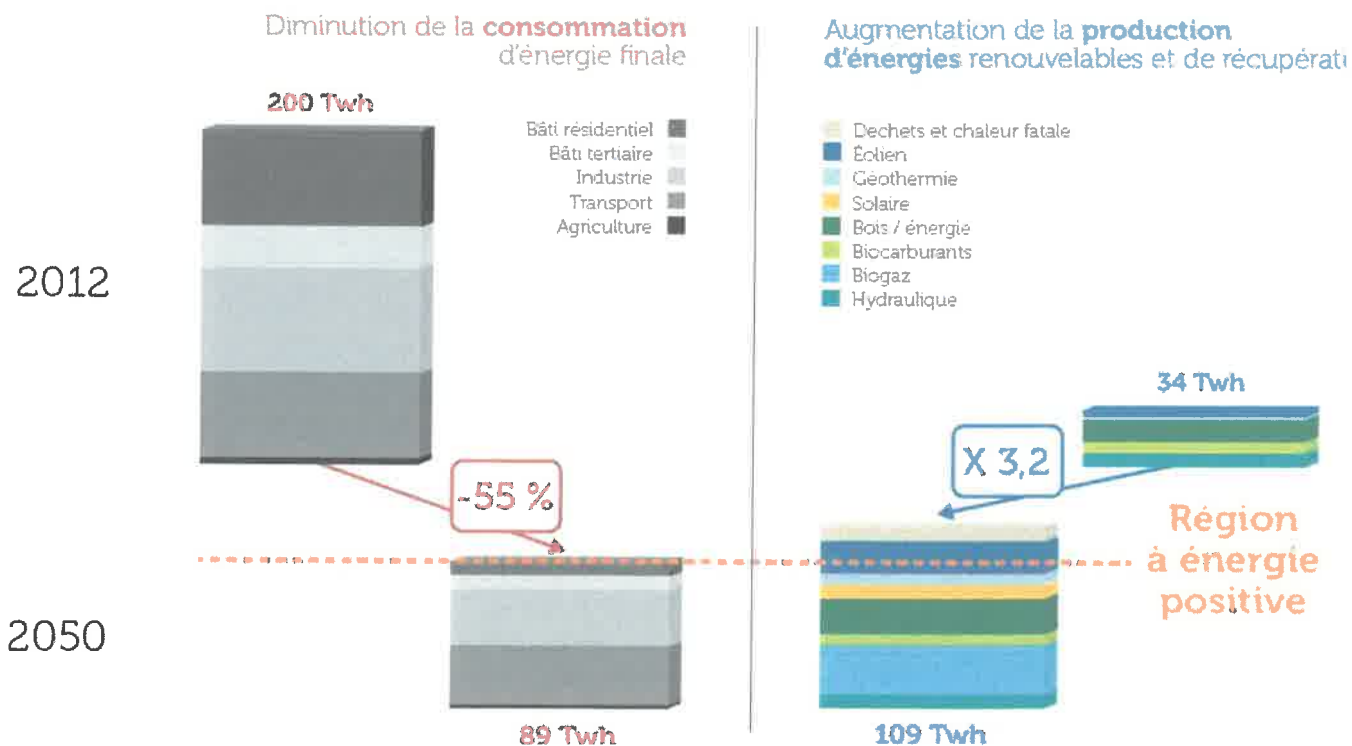 Diminution de la consommation
d'énergie finale
200 Twh
Bâti résidentiel
Bâti tertiaire
Industrie
Transport
Agriculture
2012
-55 %
2050
89 Twh
Augmentation de la production
d'énergies renouvelables et de récupérati
Dechets et chaleur fatale
Éolien
Géothermie
Solaire
Bois / énergie
Biocarburants
Biogaz
Hydraulique
34 Twh
X 3,2
Région
à énergie
positive
109 Twh